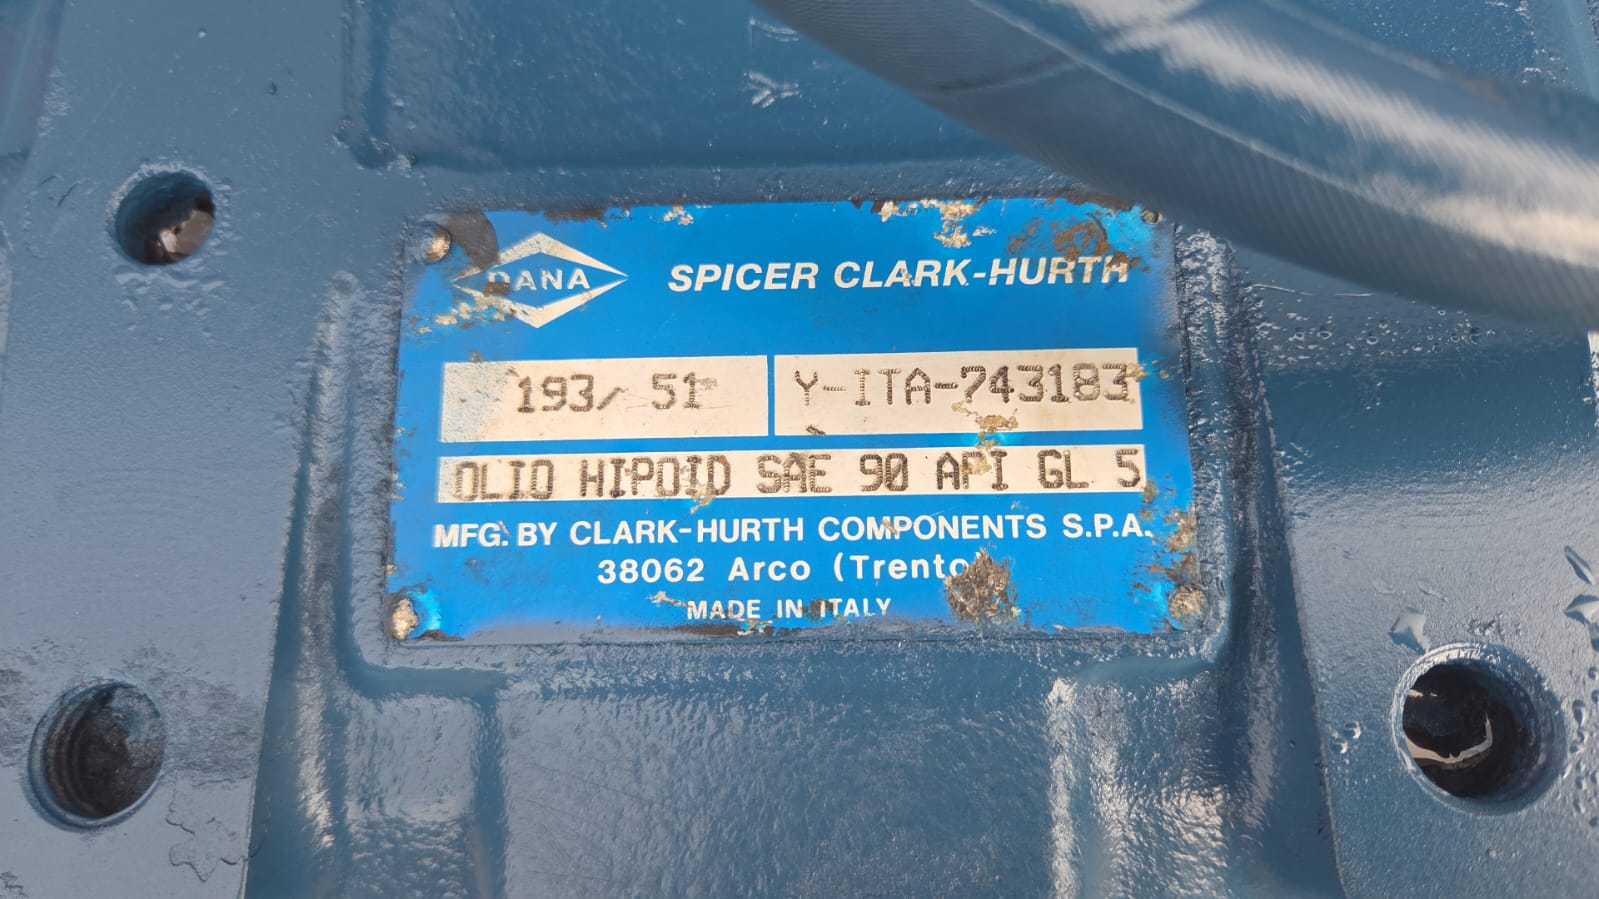 DANA SPICER CLARK-HURTH
193/ 51 Y-ITA-743183
OLIO HIPOID SAE 90 API GL 5
MFG. BY CLARK-HURTH COMPONENTS S.P.A.
38062 Arco (Trento)
MADE IN ITALY